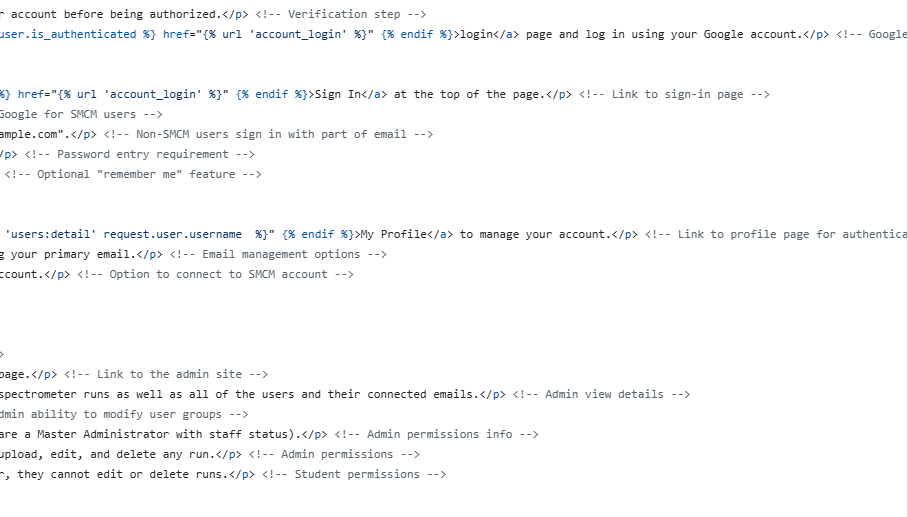 r account before being authorized.</p> <!-- Verification step -->
user.is_authenticated %} href="{% url 'account_login' %}" {% endif %}>login</a> page and log in using your Google account.</p> <!-- Google
%} href="{% url 'account_login' %}" {% endif %}>Sign In</a> at the top of the page.</p> <!-- Link to sign-in page -->
Google for SMCM users -->
ample.com".</p> <!-- Non-SMCM users sign in with part of email -->
/p> <!-- Password entry requirement -->
<!-- Optional "remember me" feature -->
'users:detail' request.user.username  %}" {% endif %}>My Profile</a> to manage your account.</p> <!-- Link to profile page for authentica
g your primary email.</p> <!-- Email management options -->
ccount.</p> <!-- Option to connect to SMCM account -->
>
page.</p> <!-- Link to the admin site -->
spectrometer runs as well as all of the users and their connected emails.</p> <!-- Admin view details -->
dmin ability to modify user groups -->
are a Master Administrator with staff status).</p> <!-- Admin permissions info -->
upload, edit, and delete any run.</p> <!-- Admin permissions -->
r, they cannot edit or delete runs.</p> <!-- Student permissions -->